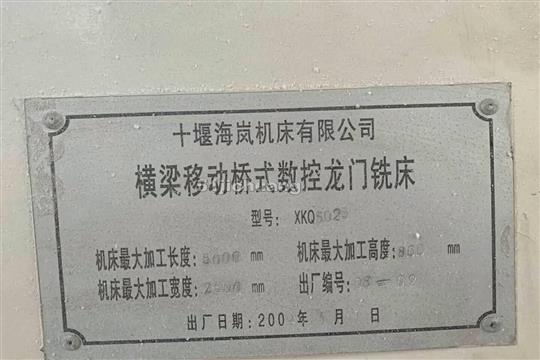 十堰海岚机床有限公司
横梁移动桥式数控龙门铣床
型号: XKQ
机床最大加工长度: mm 机床最大加工高度: mm
机床最大加工宽度: mm 出厂编号:
出厂日期: 200 年 月 日